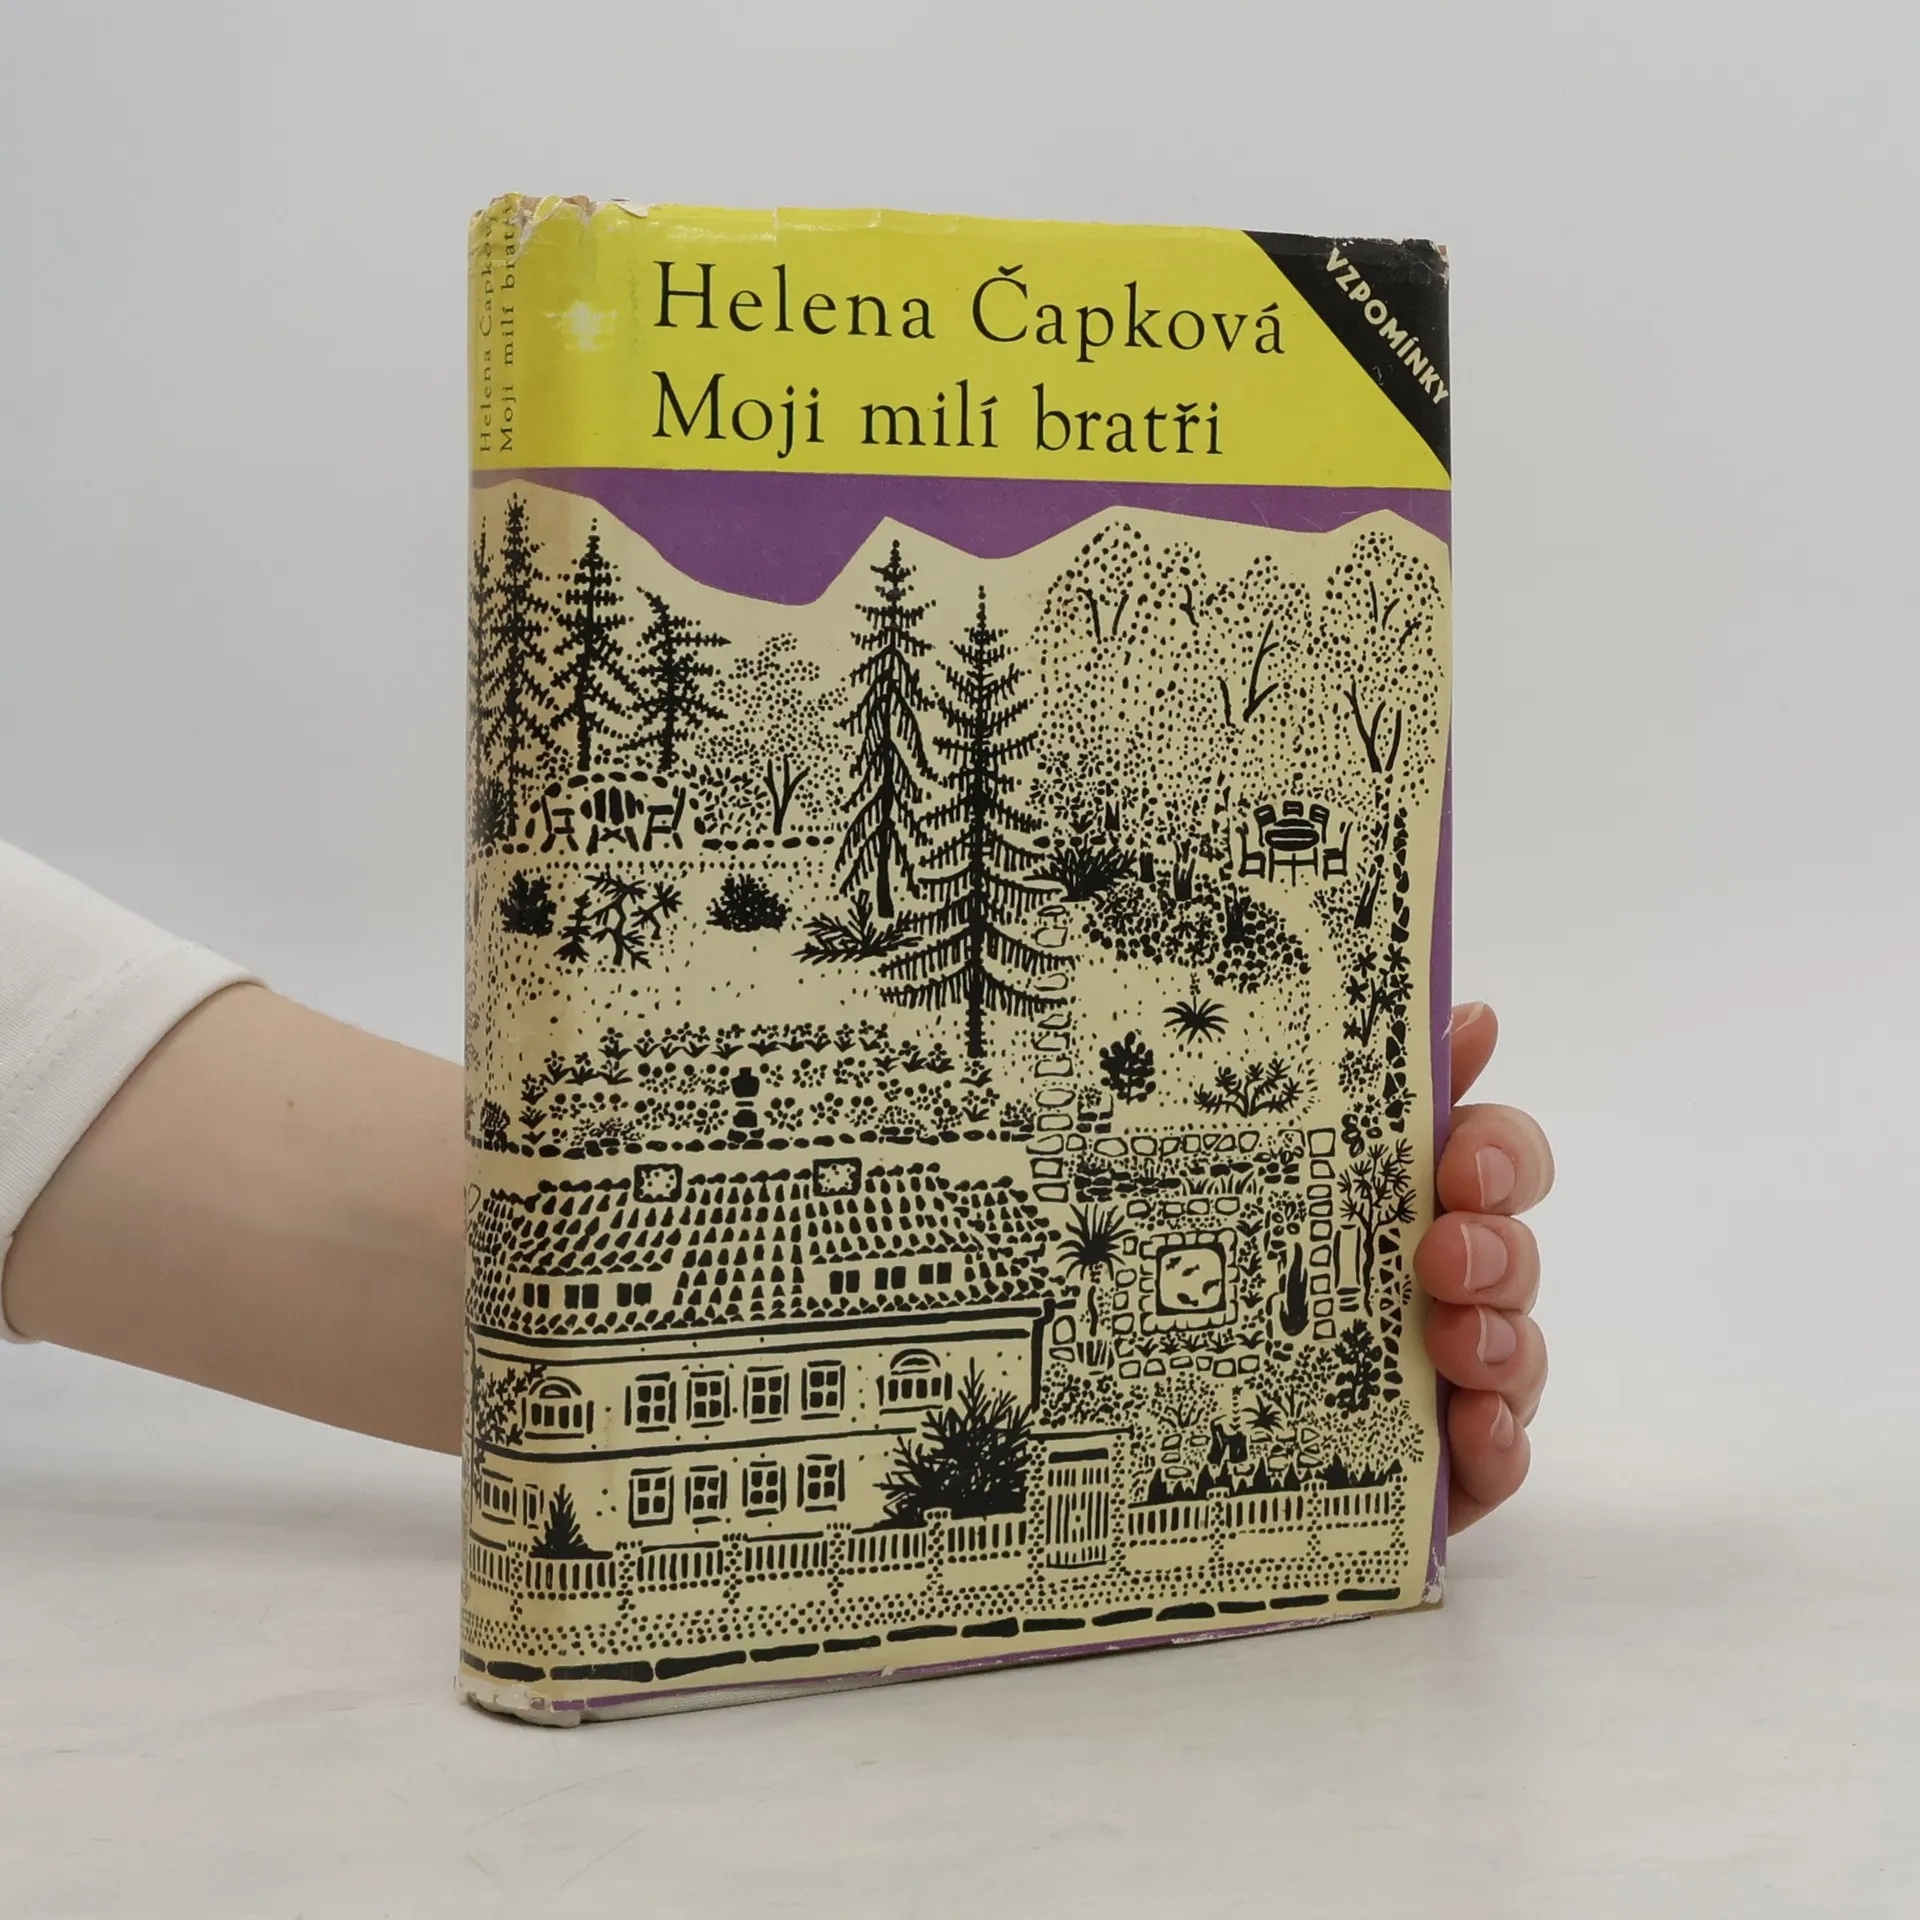 Helena Čapková
Moji milí bratři
VZPOMÍNKY
Helena Čapková
Moji milí bratři